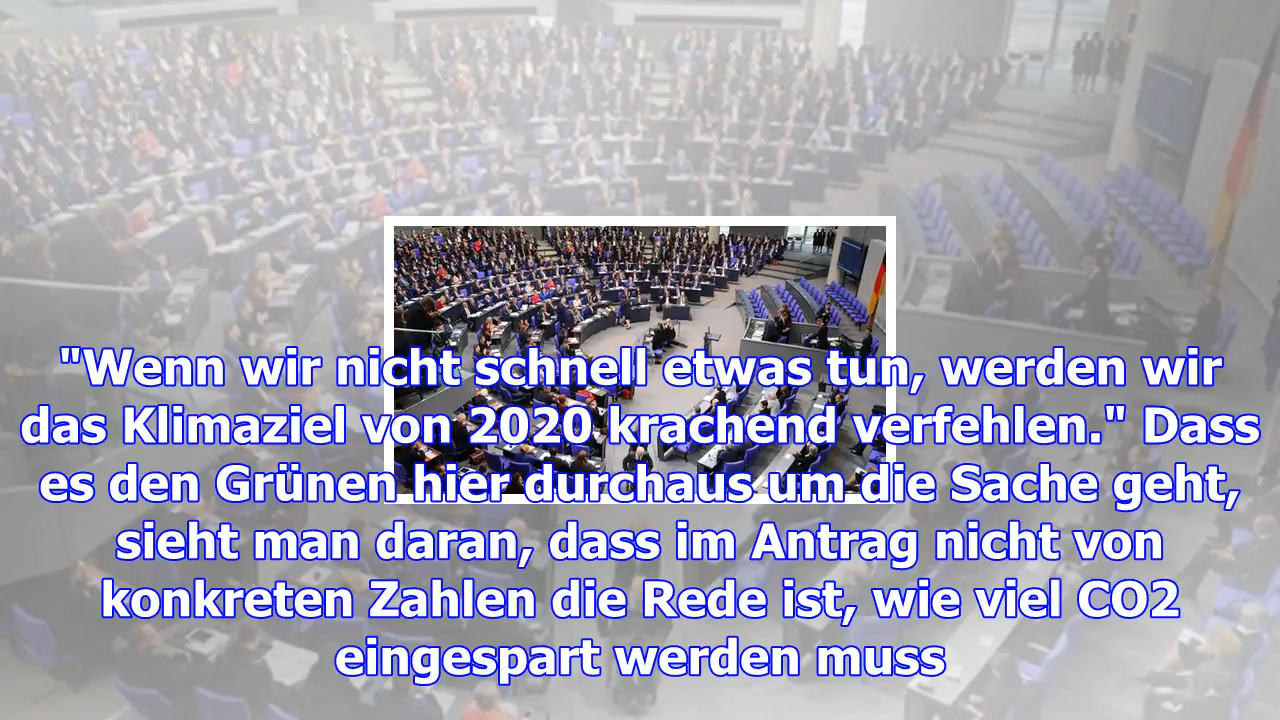 "Wenn wir nicht schnell etwas tun, werden wir
das Klimaziel von 2020 krachend verfehlen." Dass
es den Grünen hier durchaus um die Sache geht,
sieht man daran, dass im Antrag nicht von
konkreten Zahlen die Rede ist, wie viel CO2
eingespart werden muss